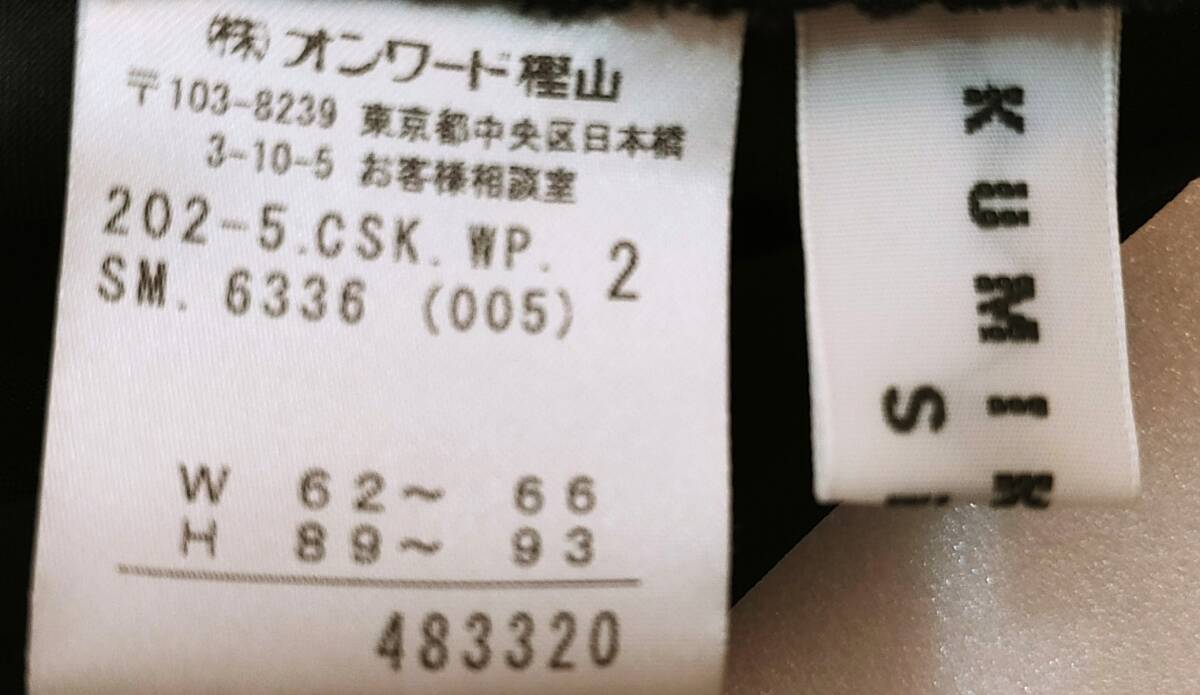 (株)オンワード樫山
〒103-8239 東京都中央区日本橋
3-10-5 お客様相談室
202-5.CSK.WP. 2
SM. 6336 (005)
W 62～ 66
H 89～ 93
483320
KUMIK
S